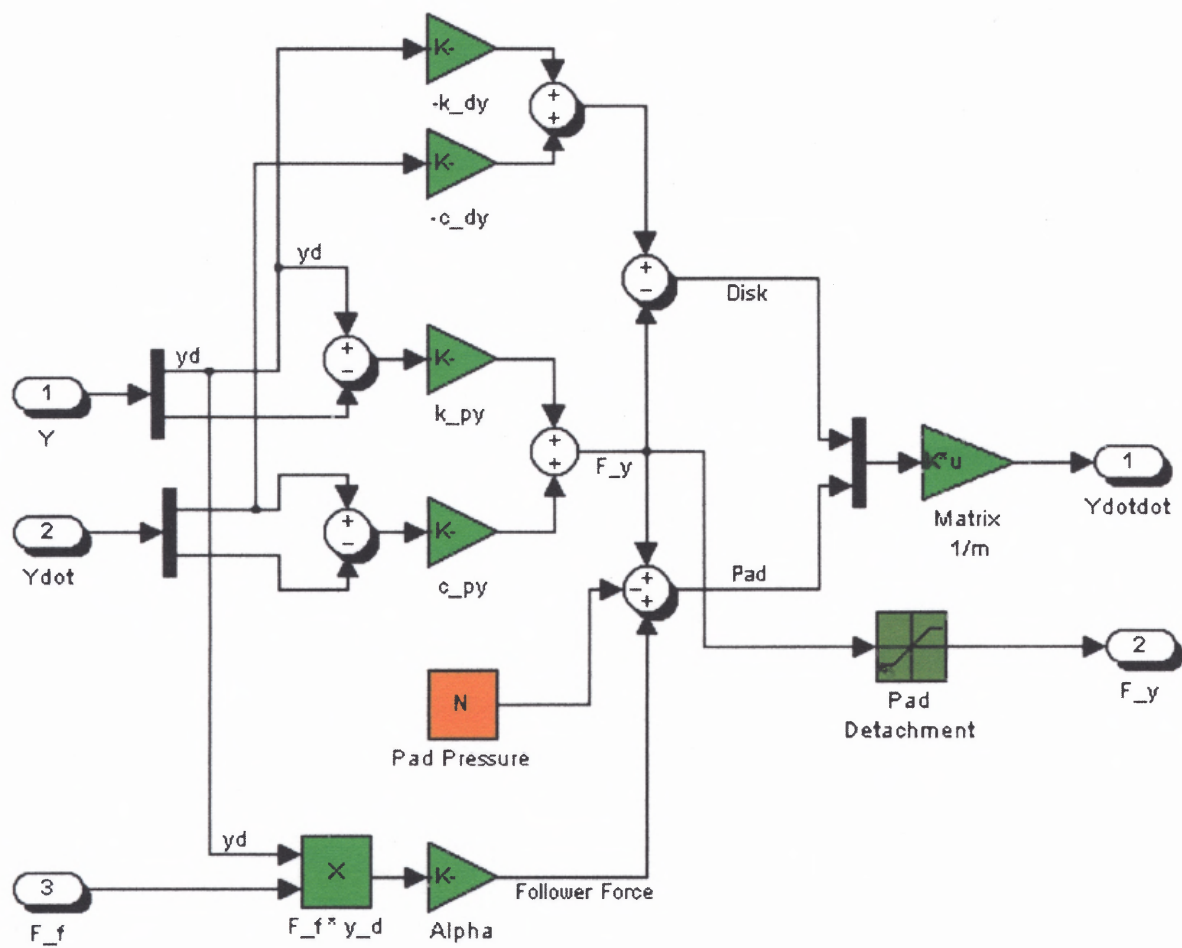 K-
-k_dy
+
+
K-
-c_dy
yd
+
-
Disk
yd
+
-
K-
k_py
1
Y
+
+
F_y
K*u
Matrix
1/m
1
Ydotdot
2
Ydot
+
-
K-
c_py
+
-
+
Pad
N
Pad Pressure
Pad
Detachment
2
F_y
yd
3
F_f
×
F_f* y_d
K-
Alpha
Follower Force
+
-